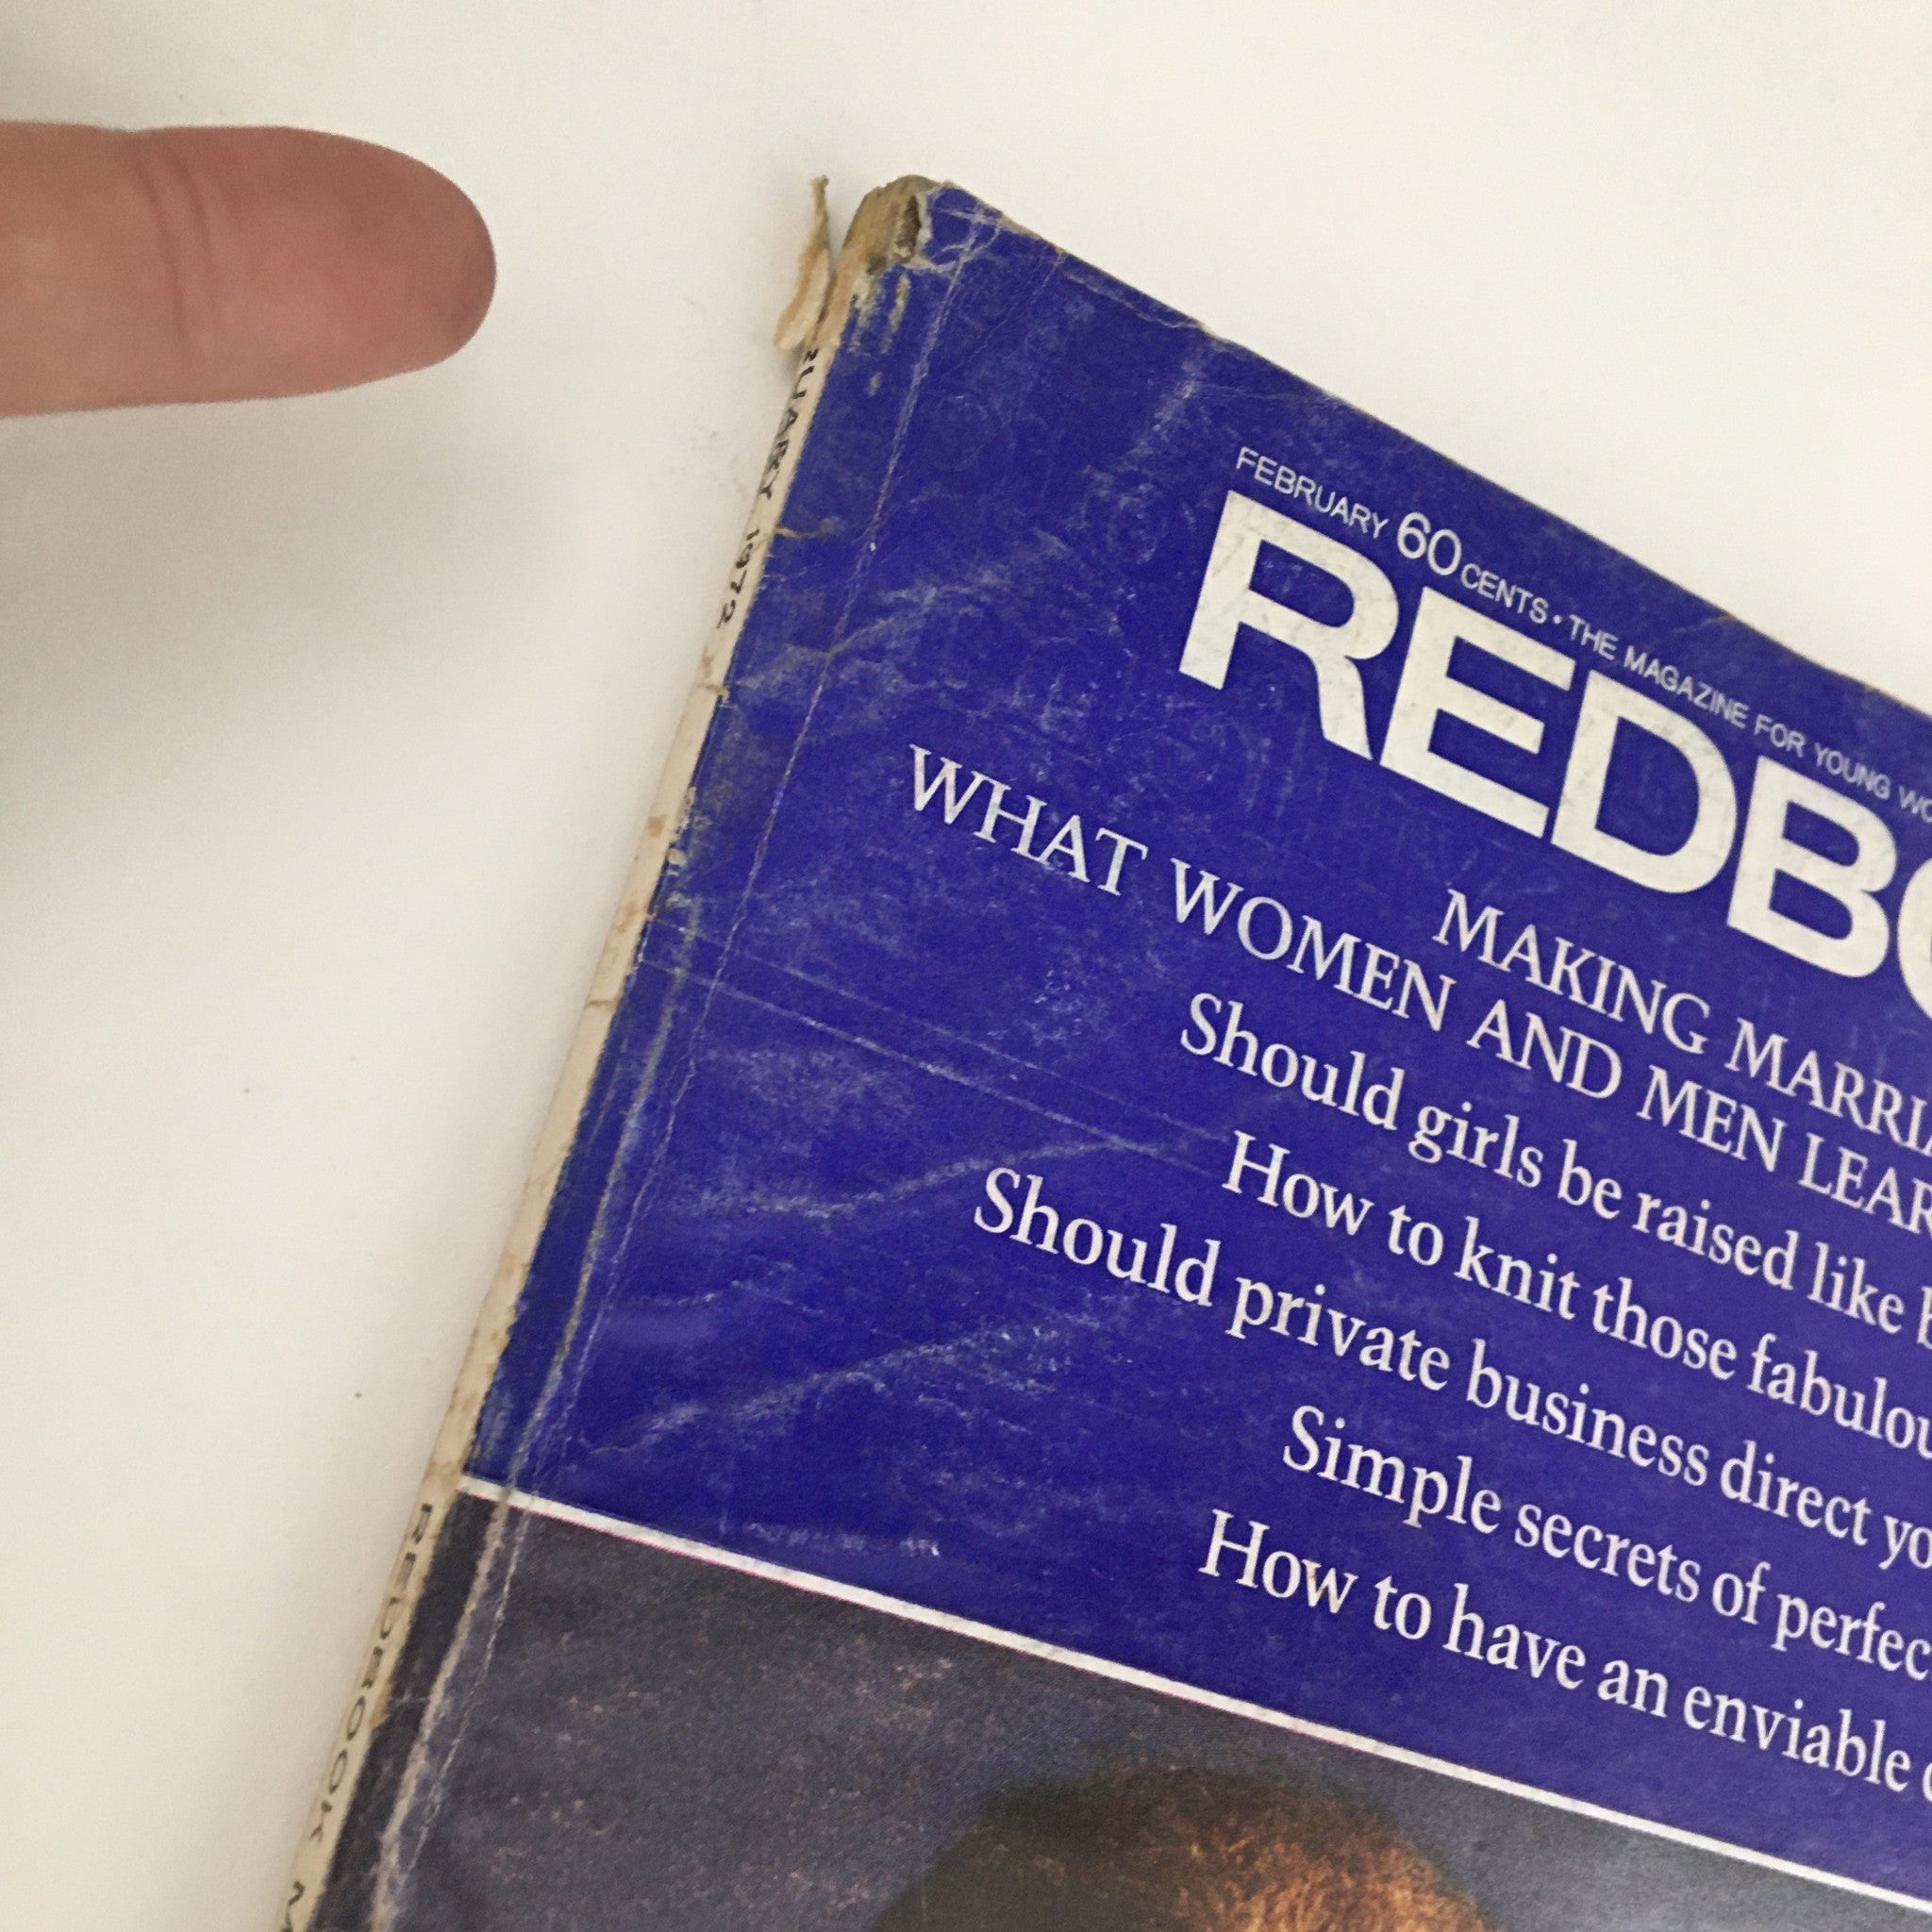 FEBRUARY 60 CENTS • THE MAGAZINE FOR YOUNG WO
REDBO
MAKING MARRI
WHAT WOMEN AND MEN LEAR
Should girls be raised like b
How to knit those fabulou
Should private business direct yo
Simple secrets of perfec
How to have an enviable
RUARY 1972
REDBOOK M